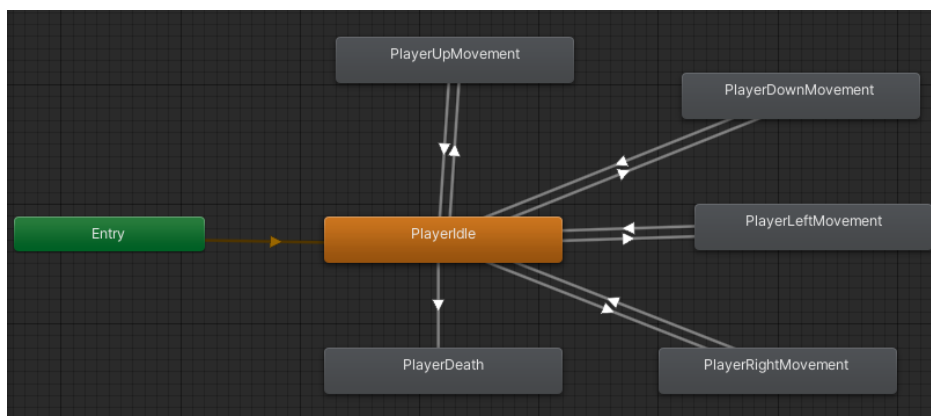 PlayerUpMovement
PlayerDownMovement
PlayerLeftMovement
Entry
PlayerIdle
PlayerDeath
PlayerRightMovement